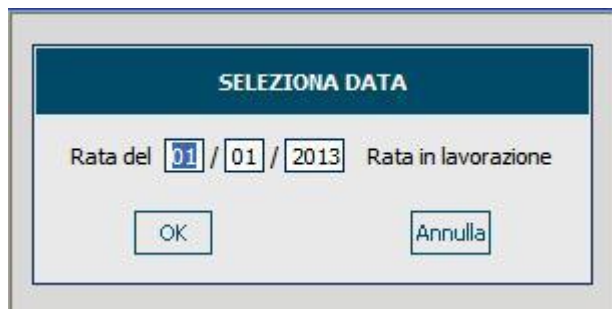 SELEZIONA DATA
Rata del 01 / 01 / 2013 Rata in lavorazione
OK Annulla